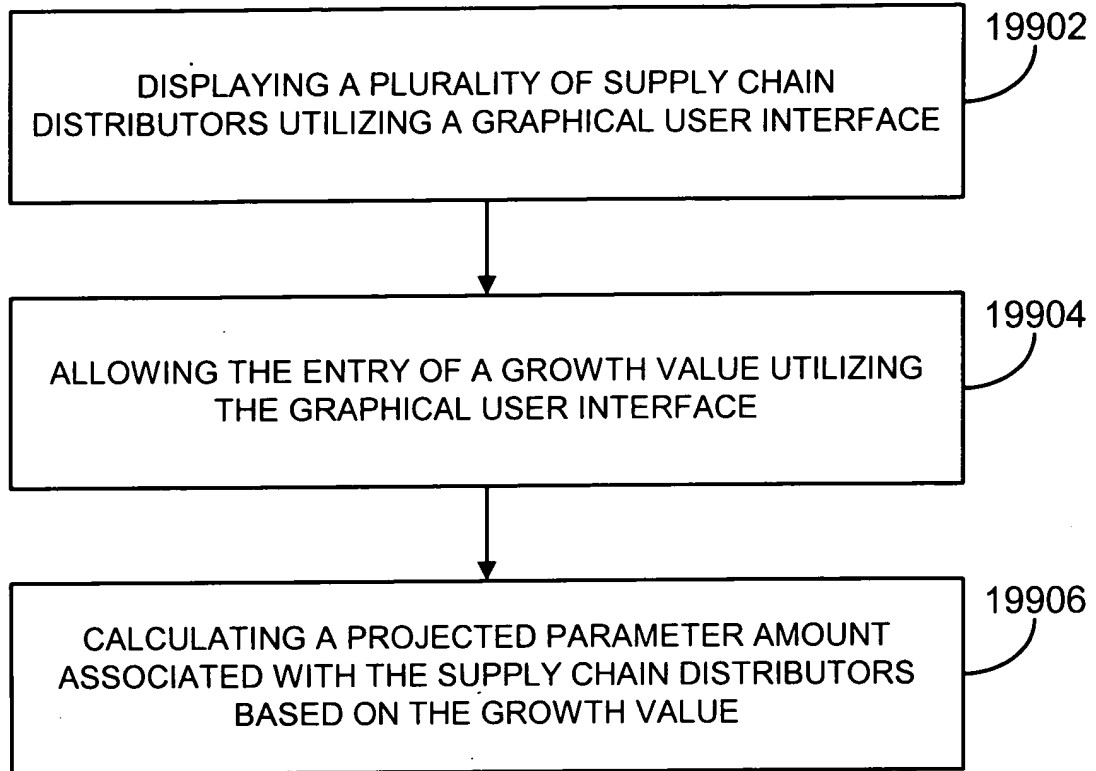 19902
DISPLAYING A PLURALITY OF SUPPLY CHAIN
DISTRIBUTORS UTILIZING A GRAPHICAL USER INTERFACE
19904
ALLOWING THE ENTRY OF A GROWTH VALUE UTILIZING
THE GRAPHICAL USER INTERFACE
19906
CALCULATING A PROJECTED PARAMETER AMOUNT
ASSOCIATED WITH THE SUPPLY CHAIN DISTRIBUTORS
BASED ON THE GROWTH VALUE